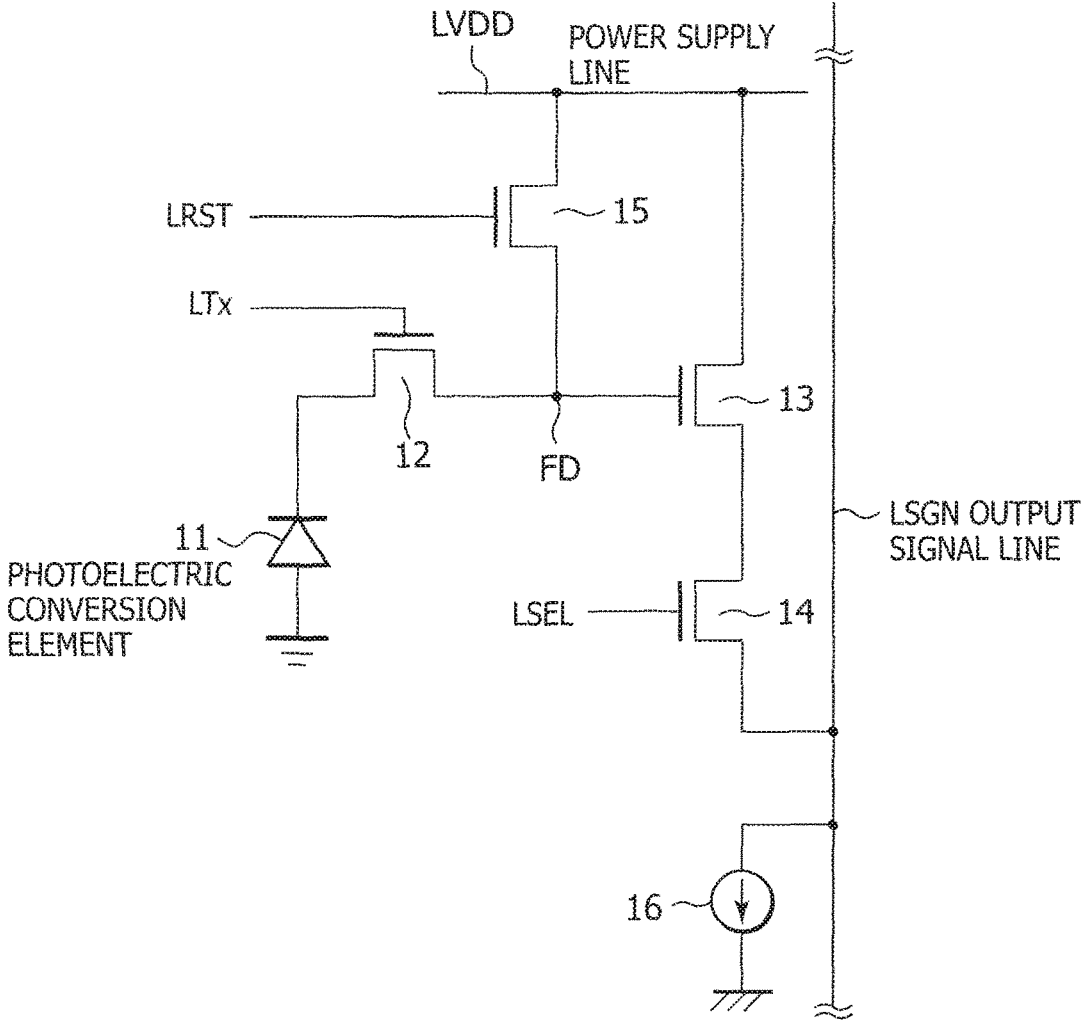 LVDD
POWER SUPPLY
LINE
LRST
15
LTx
12
FD
13
11
PHOTOELECTRIC
CONVERSION
ELEMENT
LSEL
14
LSGN OUTPUT
SIGNAL LINE
16